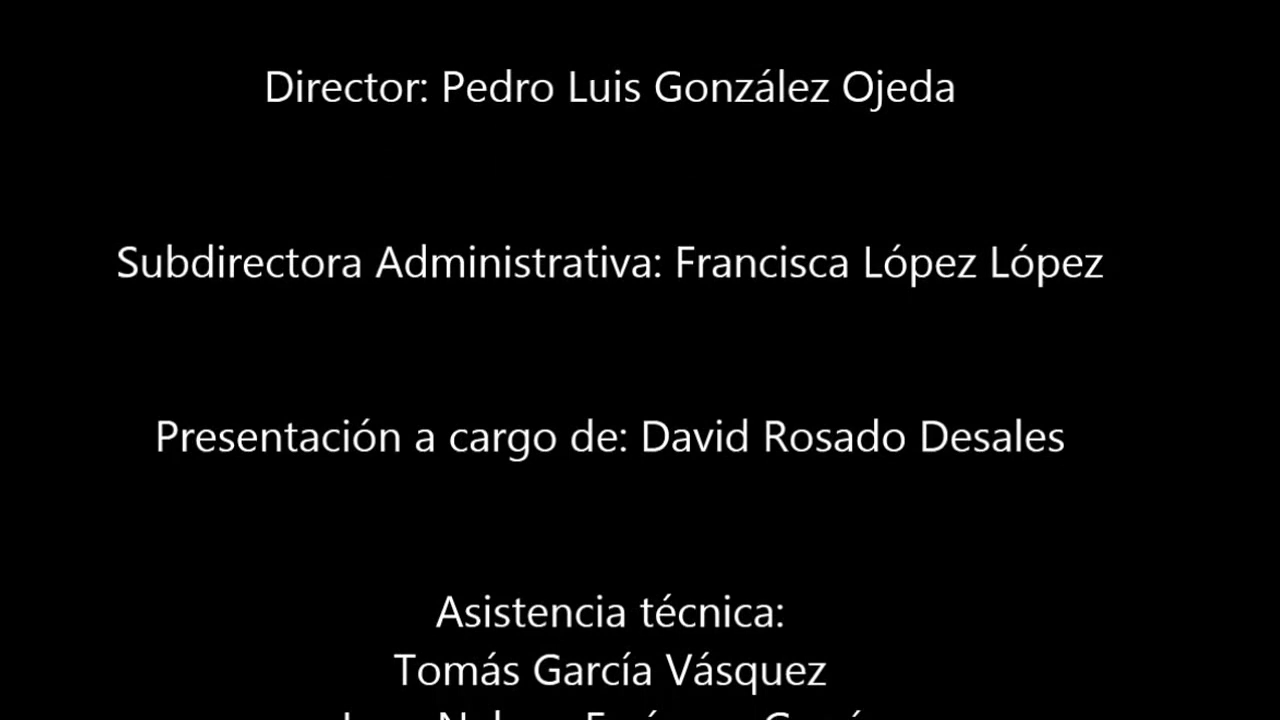 Director: Pedro Luis González Ojeda
Subdirectora Administrativa: Francisca López López
Presentación a cargo de: David Rosado Desales
Asistencia técnica:
Tomás García Vásquez